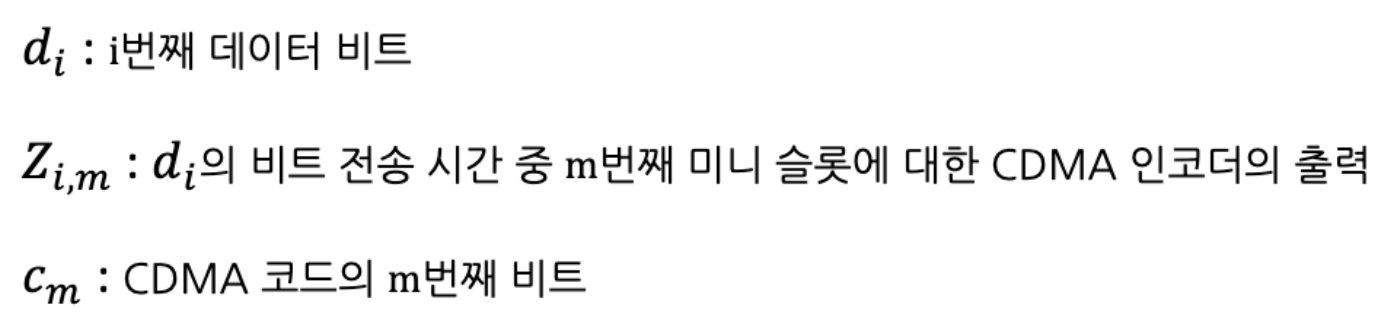 d_i : i번째 데이터 비트
Z_{i,m} : d_i의 비트 전송 시간 중 m번째 미니 슬롯에 대한 CDMA 인코더의 출력
c_m : CDMA 코드의 m번째 비트